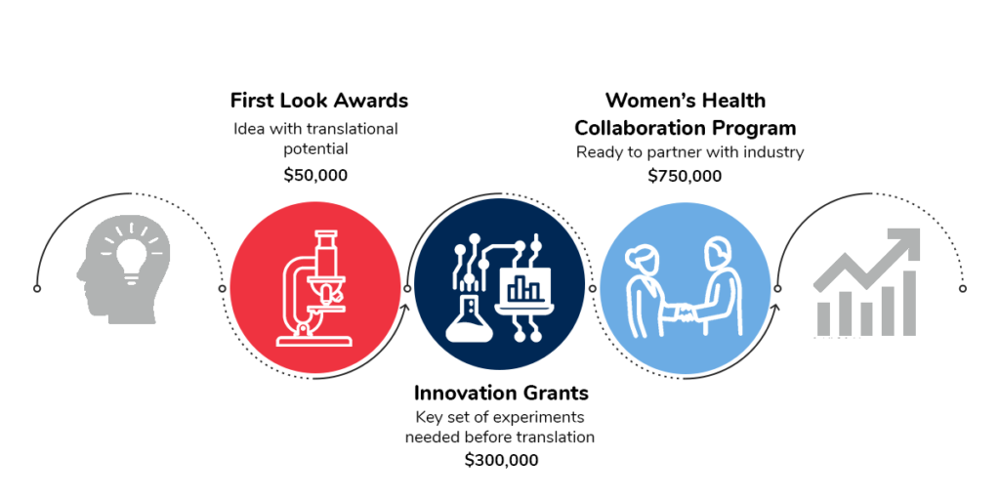 First Look Awards
Idea with translational
potential
$50,000
Women’s Health
Collaboration Program
Ready to partner with industry
$750,000
Innovation Grants
Key set of experiments
needed before translation
$300,000